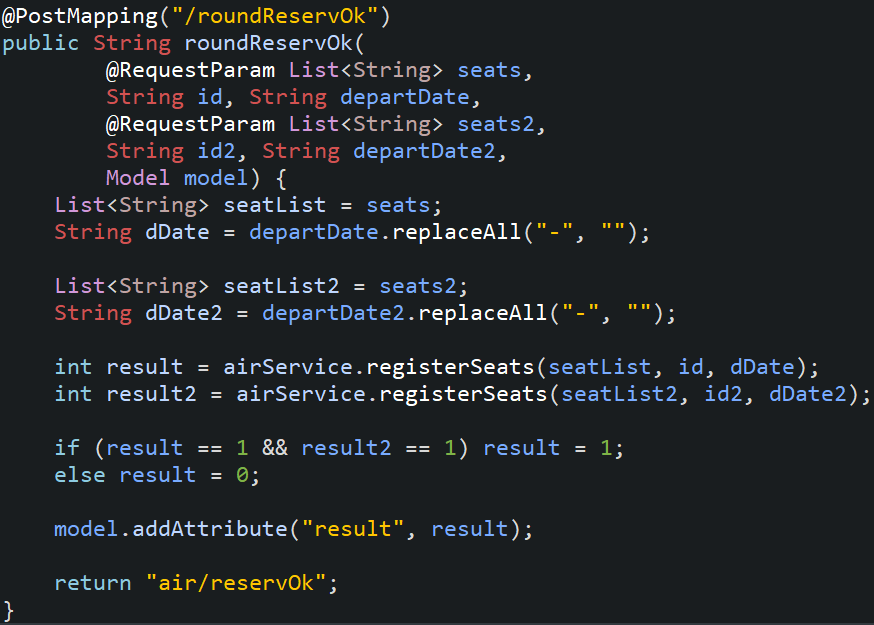 @PostMapping("/roundReservOk")
public String roundReservOk(
        @RequestParam List<String> seats,
        String id, String departDate,
        @RequestParam List<String> seats2,
        String id2, String departDate2,
        Model model) {
    List<String> seatList = seats;
    String dDate = departDate.replaceAll("-", "");

    List<String> seatList2 = seats2;
    String dDate2 = departDate2.replaceAll("-", "");

    int result = airService.registerSeats(seatList, id, dDate);
    int result2 = airService.registerSeats(seatList2, id2, dDate2);

    if (result == 1 && result2 == 1) result = 1;
    else result = 0;

    model.addAttribute("result", result);

    return "air/reservOk";
}